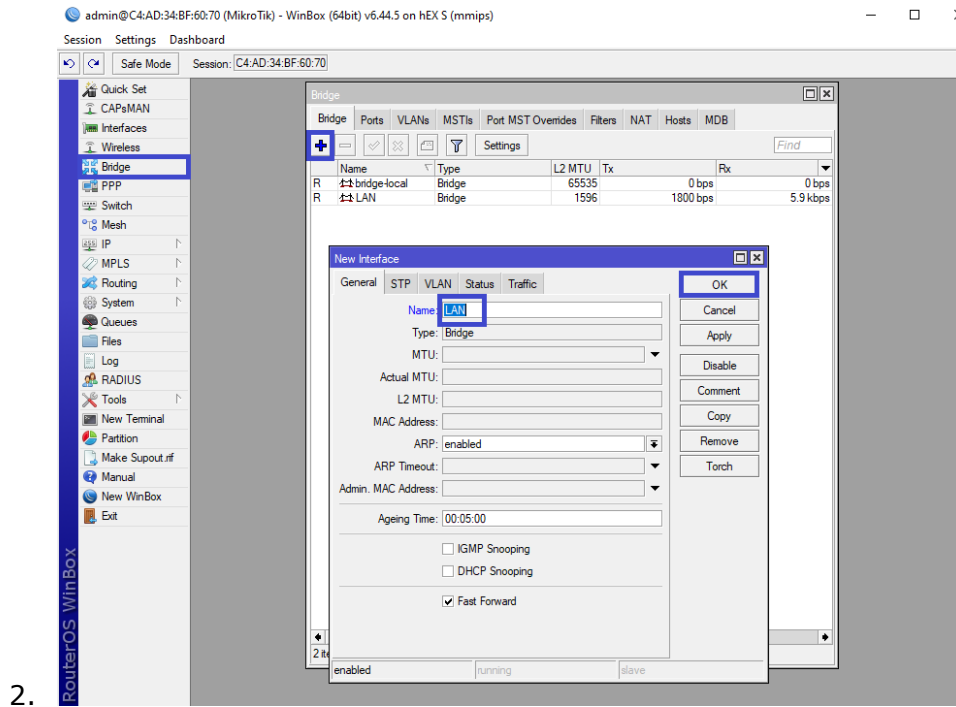 admin@C4:AD:34:BF:60:70 (MikroTik) - WinBox (64bit) v6.44.5 on hEX S (mmips)
Session Settings Dashboard
Safe Mode Session: C4:AD:34:BF:60:70
Quick Set
CAPsMAN
Interfaces
Wireless
Bridge
PPP
Switch
Mesh
IP
MPLS
Routing
System
Queues
Files
Log
RADIUS
Tools
New Terminal
Partition
Make Supout.rif
Manual
New WinBox
Exit
RouterOS WinBox
Bridge
Bridge Ports VLANs MSTIs Port MST Overrides Filters NAT Hosts MDB
Settings Find
Name Type L2 MTU Tx Rx
R bridge-local Bridge 65535 0 bps 0 bps
R LAN Bridge 1596 1800 bps 5.9 kbps
New Interface
General STP VLAN Status Traffic
Name: LAN
Type: Bridge
MTU:
Actual MTU:
L2 MTU:
MAC Address:
ARP: enabled
ARP Timeout:
Admin. MAC Address:
Ageing Time: 00:05:00
IGMP Snooping
DHCP Snooping
Fast Forward
OK
Cancel
Apply
Disable
Comment
Copy
Remove
Torch
enabled running slave
2.